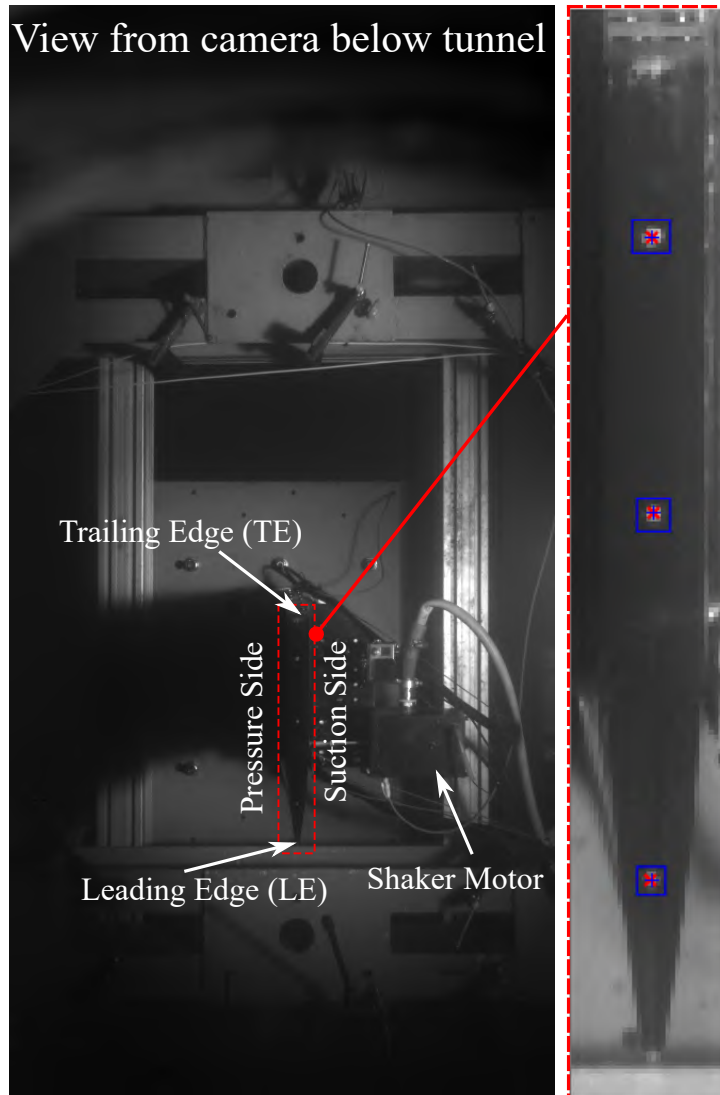 View from camera below tunnel
Trailing Edge (TE)
Pressure Side
Suction Side
Leading Edge (LE)
Shaker Motor